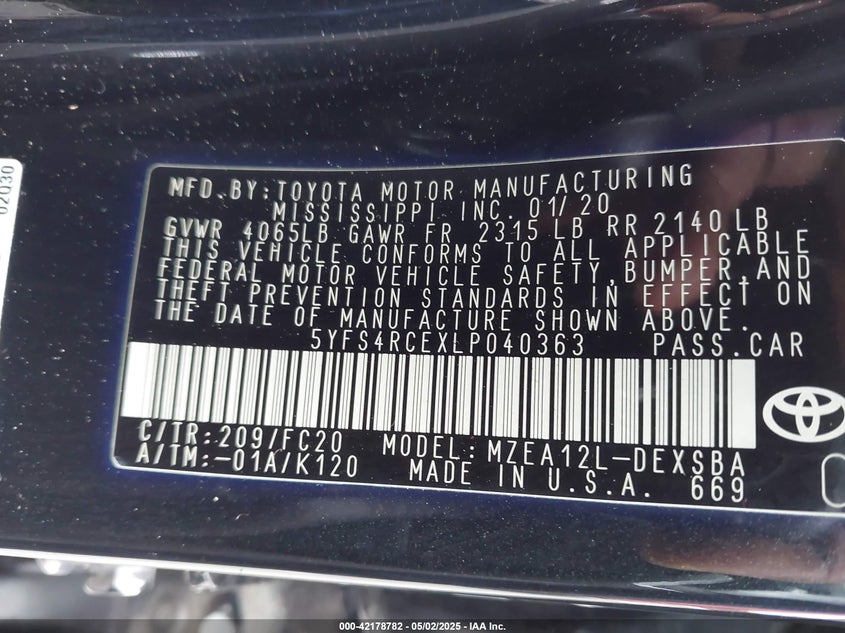 02Q30
MFD. BY: TOYOTA MOTOR MANUFACTURING
MISSISSIPPI INC. 01/20
GVWR 4065LB GAWR FR 2315 LB RR 2140 LB
THIS VEHICLE CONFORMS TO ALL APPLICABLE
FEDERAL MOTOR VEHICLE SAFETY, BUMPER, AND
THEFT PREVENTION STANDARDS IN EFFECT ON
THE DATE OF MANUFACTURE SHOWN ABOVE.
5YFS4RCEXLP040363 PASS.CAR
C/TR: 209/FC20 MODEL: MZEA12L-DEXSBA
A/TM: -01A/K120 MADE IN U.S.A. 669
000-42178782 - 05/02/2025 - IAA Inc.